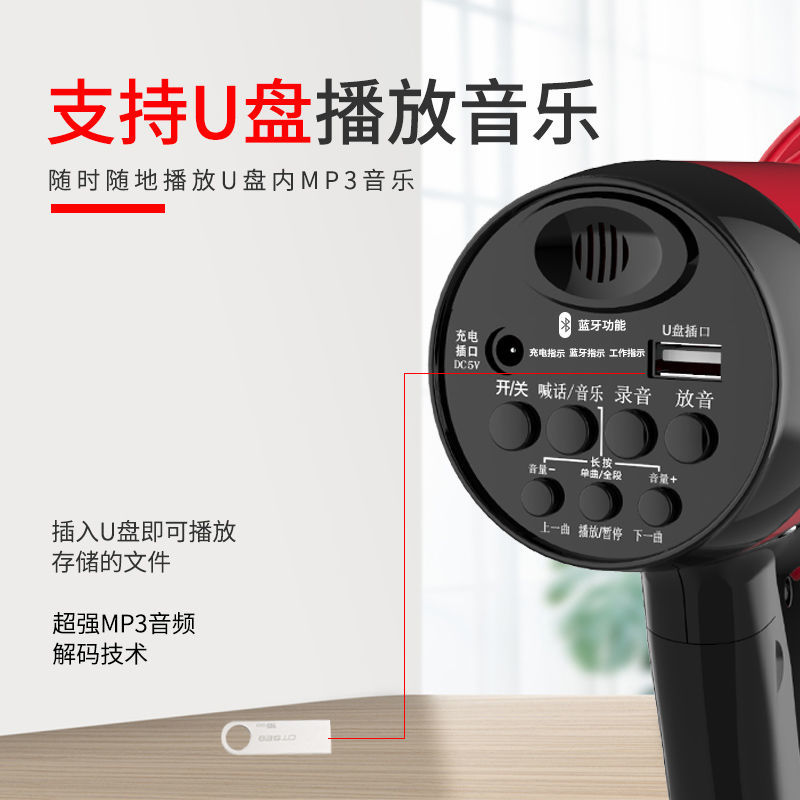 支持U盘播放音乐
随时随地播放U盘内MP3音乐
蓝牙功能
U盘插口
充电
插口
DC5V
充电指示 蓝牙指示 工作指示
开/关 喊话/音乐 录音 放音
长按
音量− 单曲/全段 音量+
上一曲 播放/暂停 下一曲
插入U盘即可播放
存储的文件
超强MP3音频
解码技术